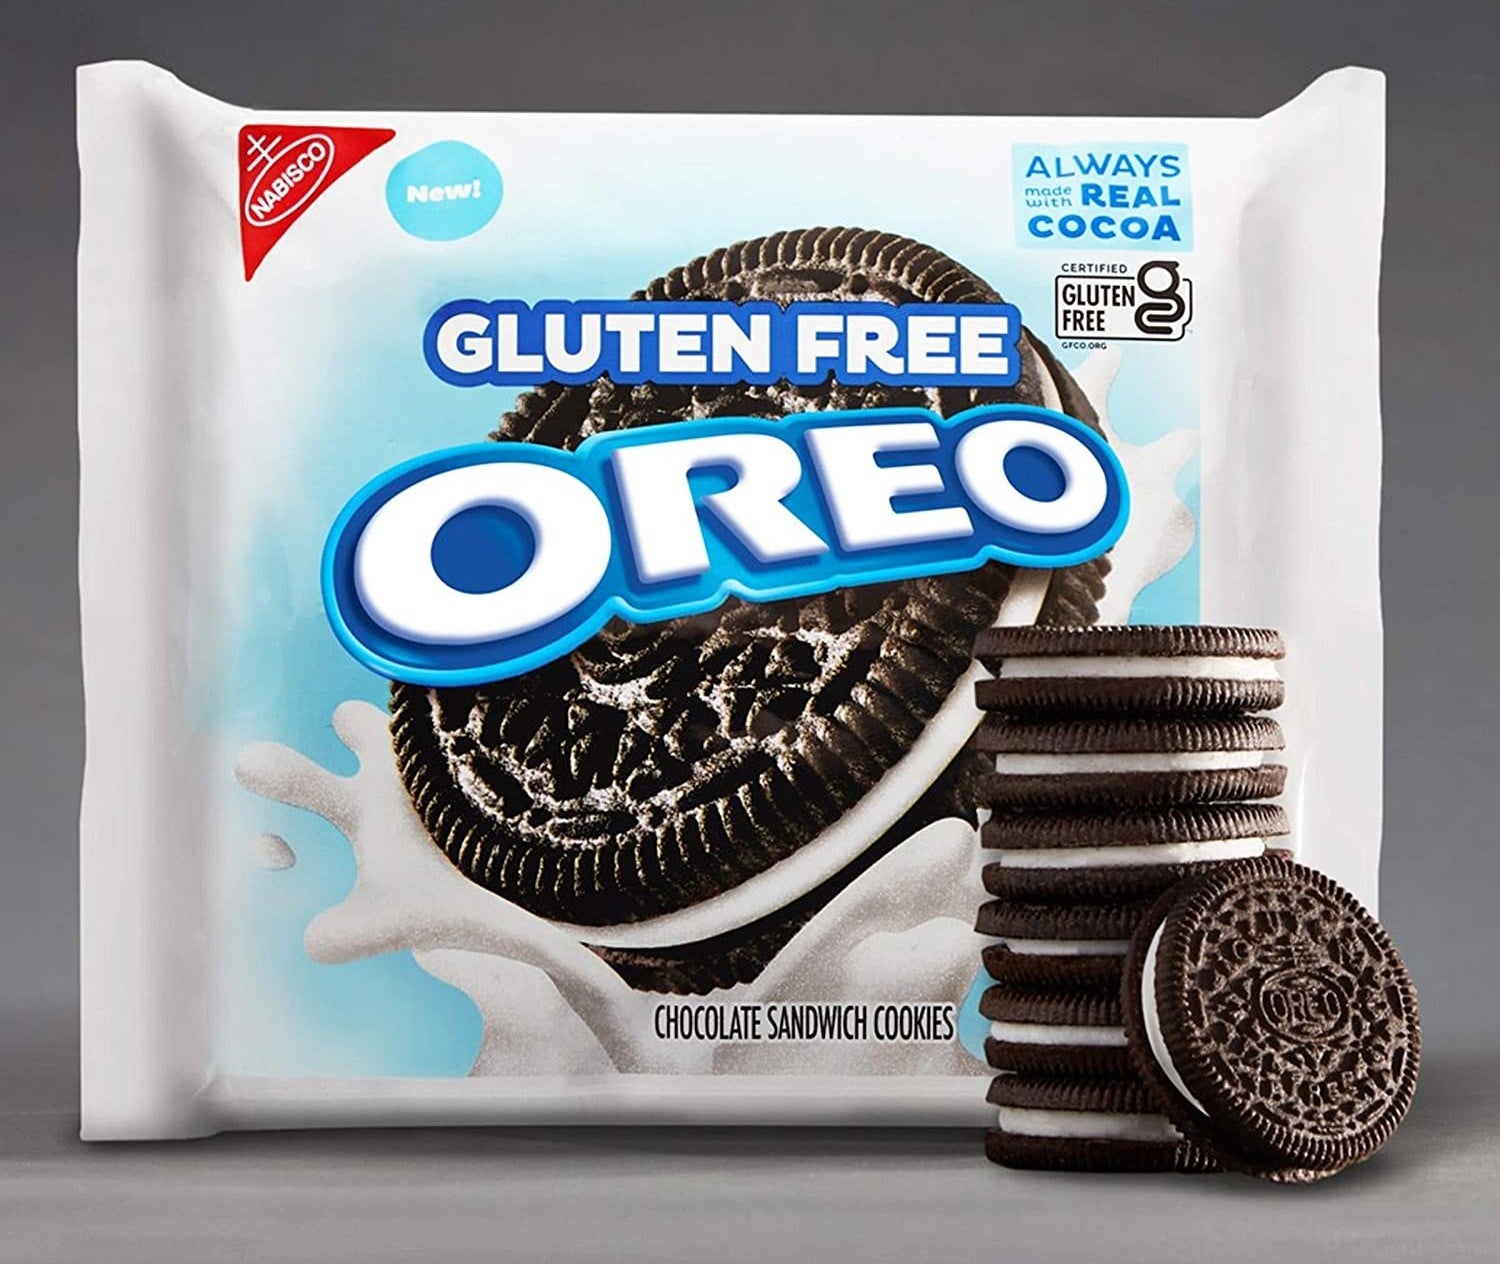 NABISCO
New!
ALWAYS
made
with REAL
COCOA
CERTIFIED
GLUTEN
FREE
GFCO.ORG
GLUTEN FREE
OREO
CHOCOLATE SANDWICH COOKIES
OREO